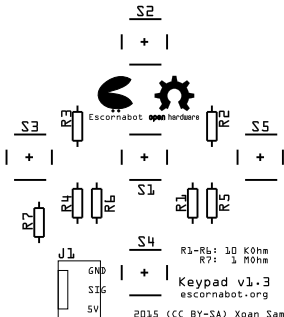 S2
Escornabot open hardware
R3
R2
S3
S5
S1
R4
R6
R1
R5
R7
S4
J1
GND
SIG
5V
R1-R6: 10 KOhm
R7: 1 MOhm
Keypad v1.3
escornabot.org
2015 (CC BY-SA) Xoan Sam